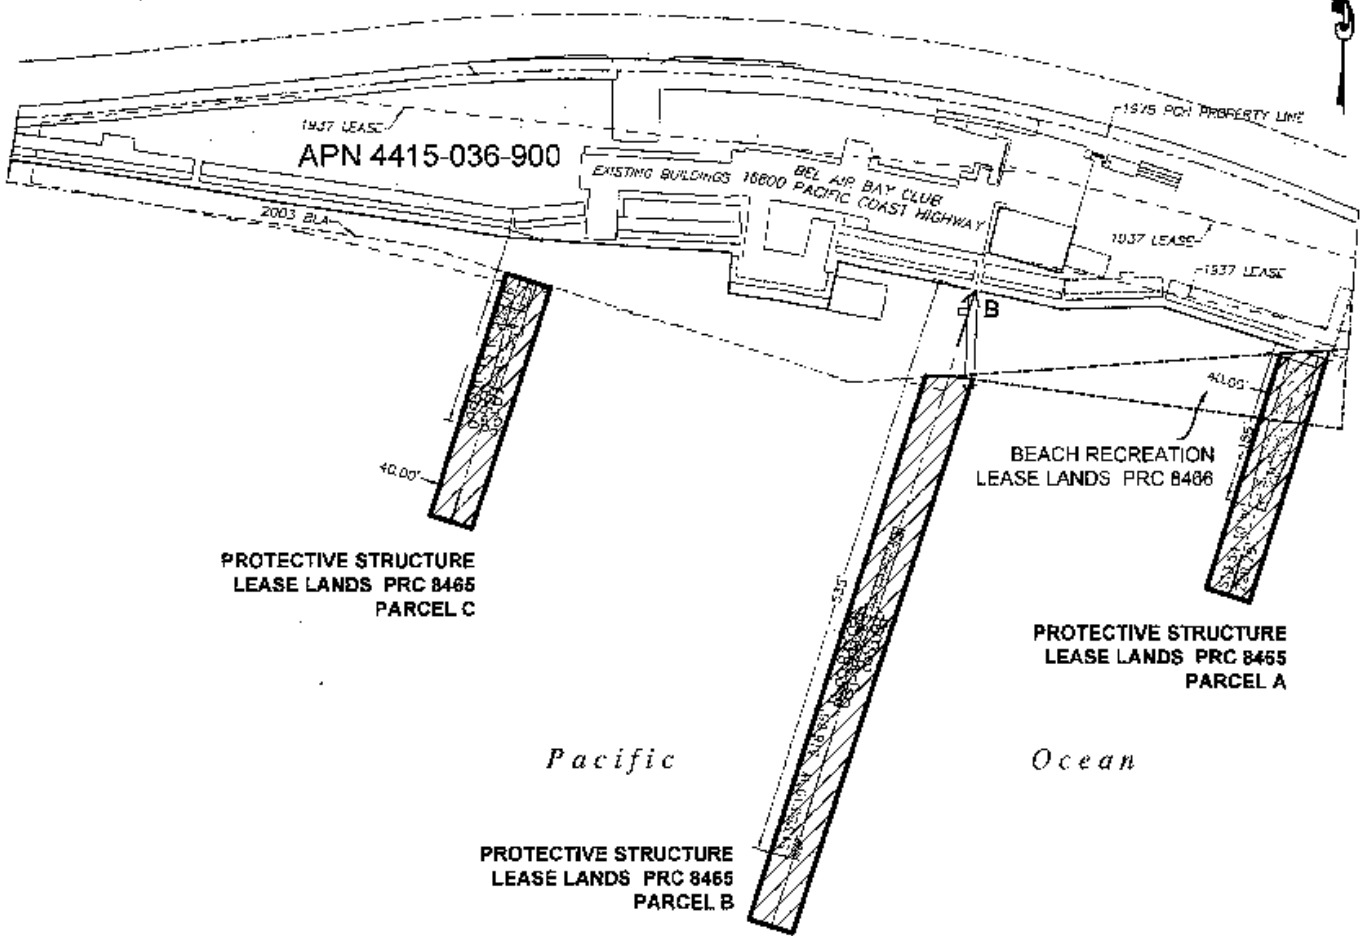 1975 PCH PROPERTY LINE
1937 LEASE
APN 4415-036-900
EXISTING BUILDINGS 16800 PACIFIC COAST HIGHWAY
BEL AIR BAY CLUB
2003 BLA
1937 LEASE
1937 LEASE
B
40.00'
BEACH RECREATION
LEASE LANDS PRC 8466
40.00'
PROTECTIVE STRUCTURE
LEASE LANDS PRC 8465
PARCEL C
535'
PROTECTIVE STRUCTURE
LEASE LANDS PRC 8465
PARCEL A
Pacific Ocean
PROTECTIVE STRUCTURE
LEASE LANDS PRC 8465
PARCEL B